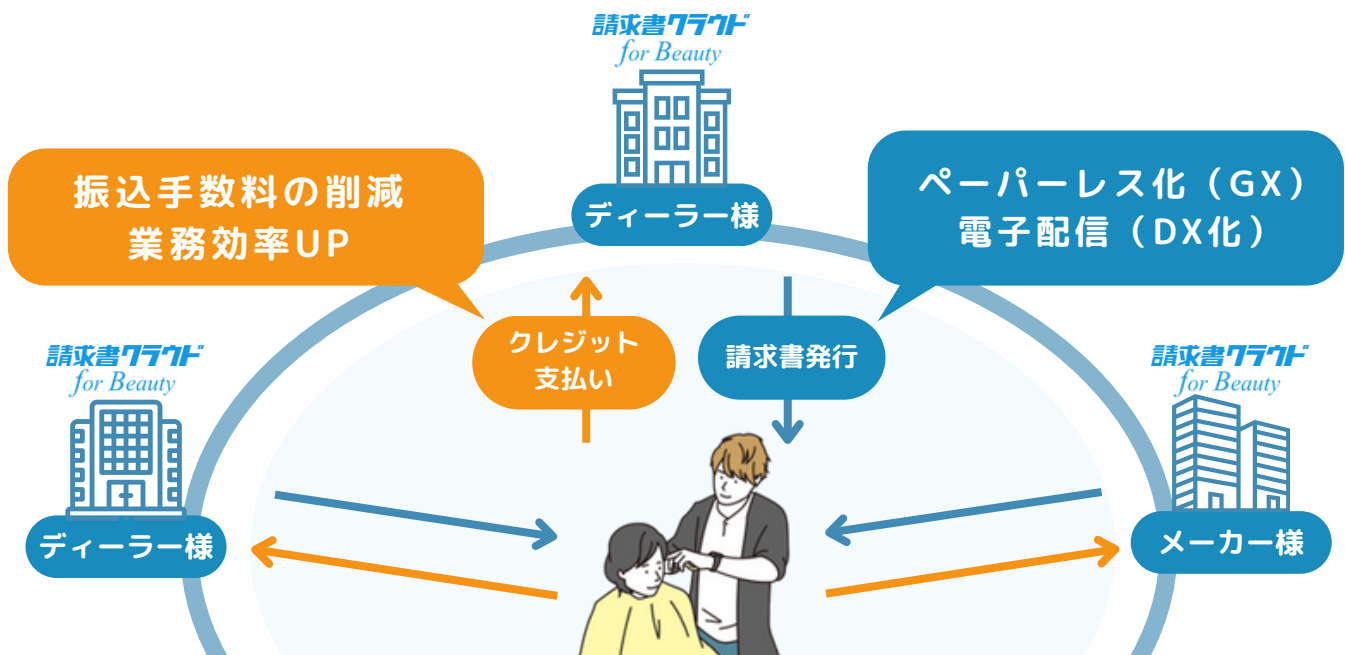 請求書クラウド
for Beauty
ディーラー様
振込手数料の削減
業務効率UP
ペーパーレス化（GX）
電子配信（DX化）
クレジット
支払い
請求書発行
請求書クラウド
for Beauty
ディーラー様
請求書クラウド
for Beauty
メーカー様